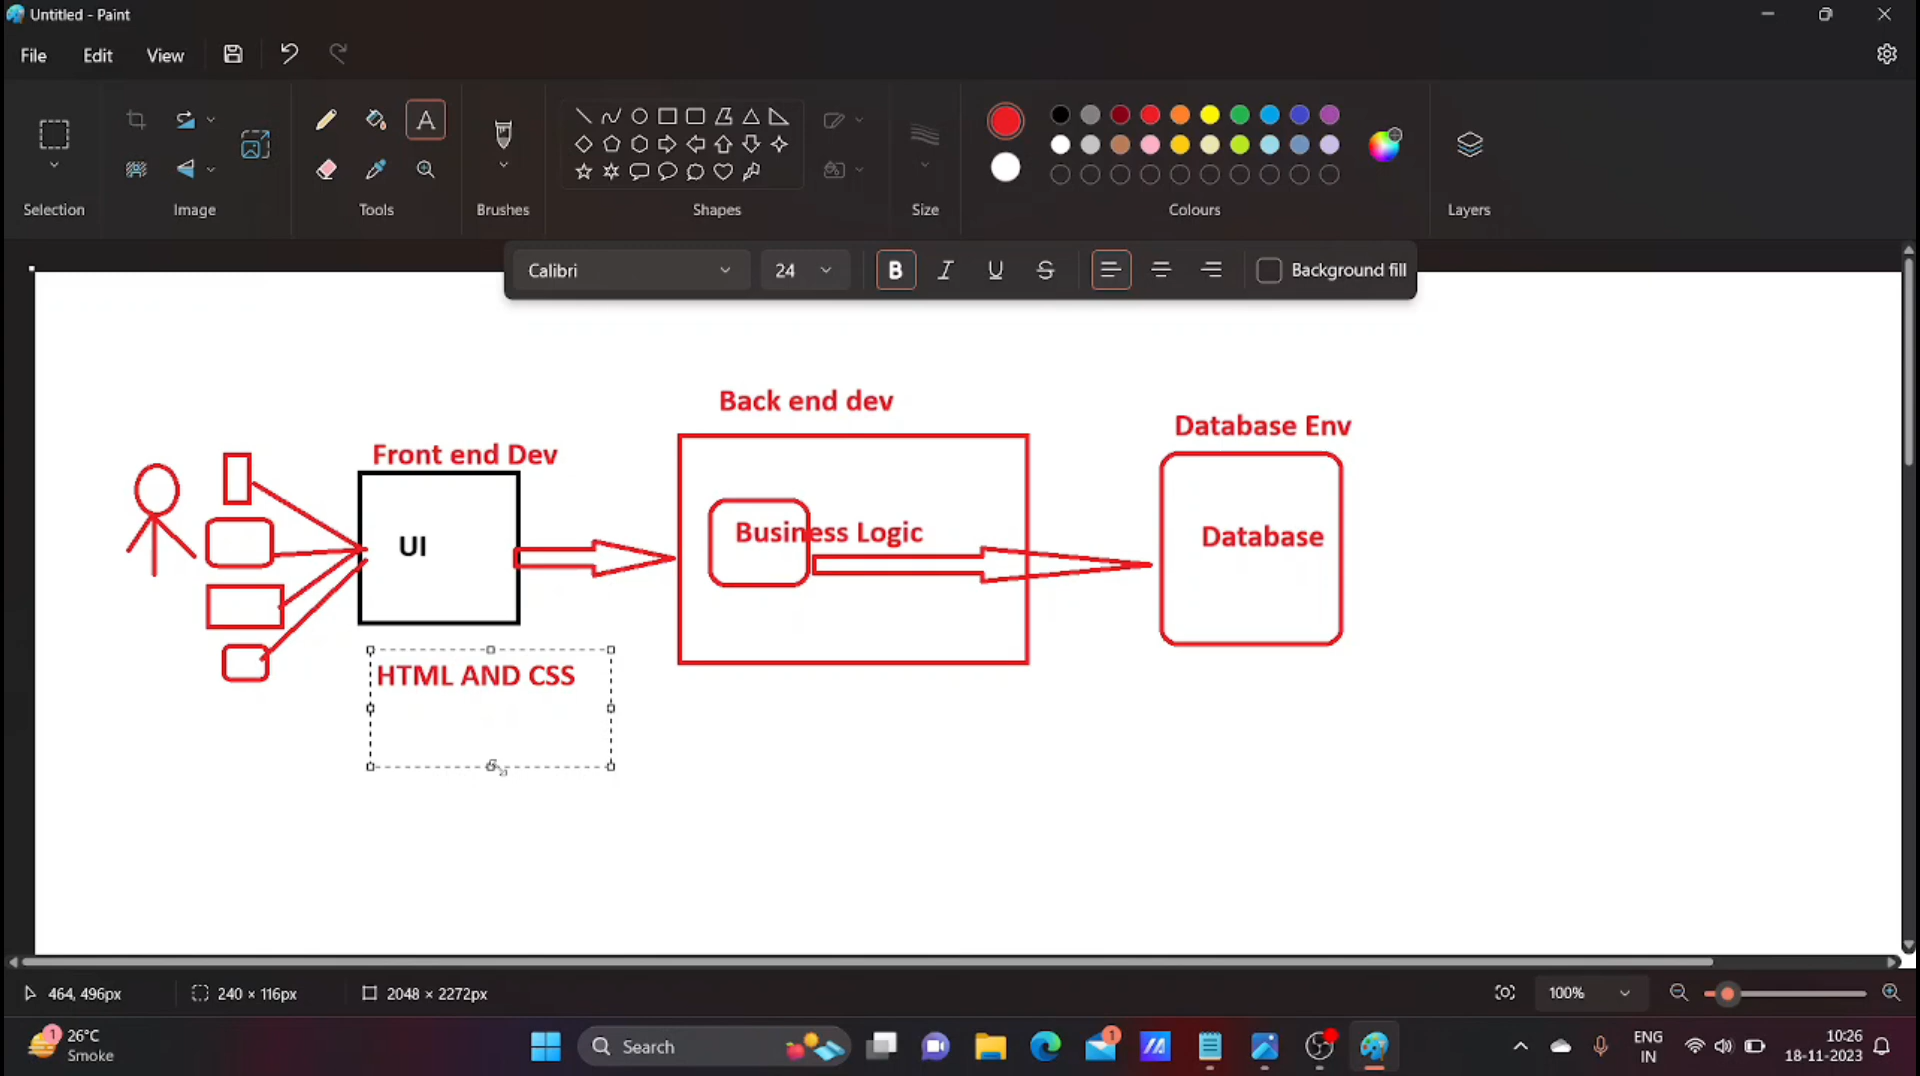 Untitled - Paint
File Edit View
Selection Image Tools Brushes Shapes Size Colours Layers
Calibri 24 B I U S Background fill
Back end dev
Database Env
Front end Dev
UI
Business Logic
Database
HTML AND CSS
464, 496px 240 × 116px 2048 × 2272px 100%
1 26°C
Smoke
Search
1
ENG
IN
10:26
18-11-2023